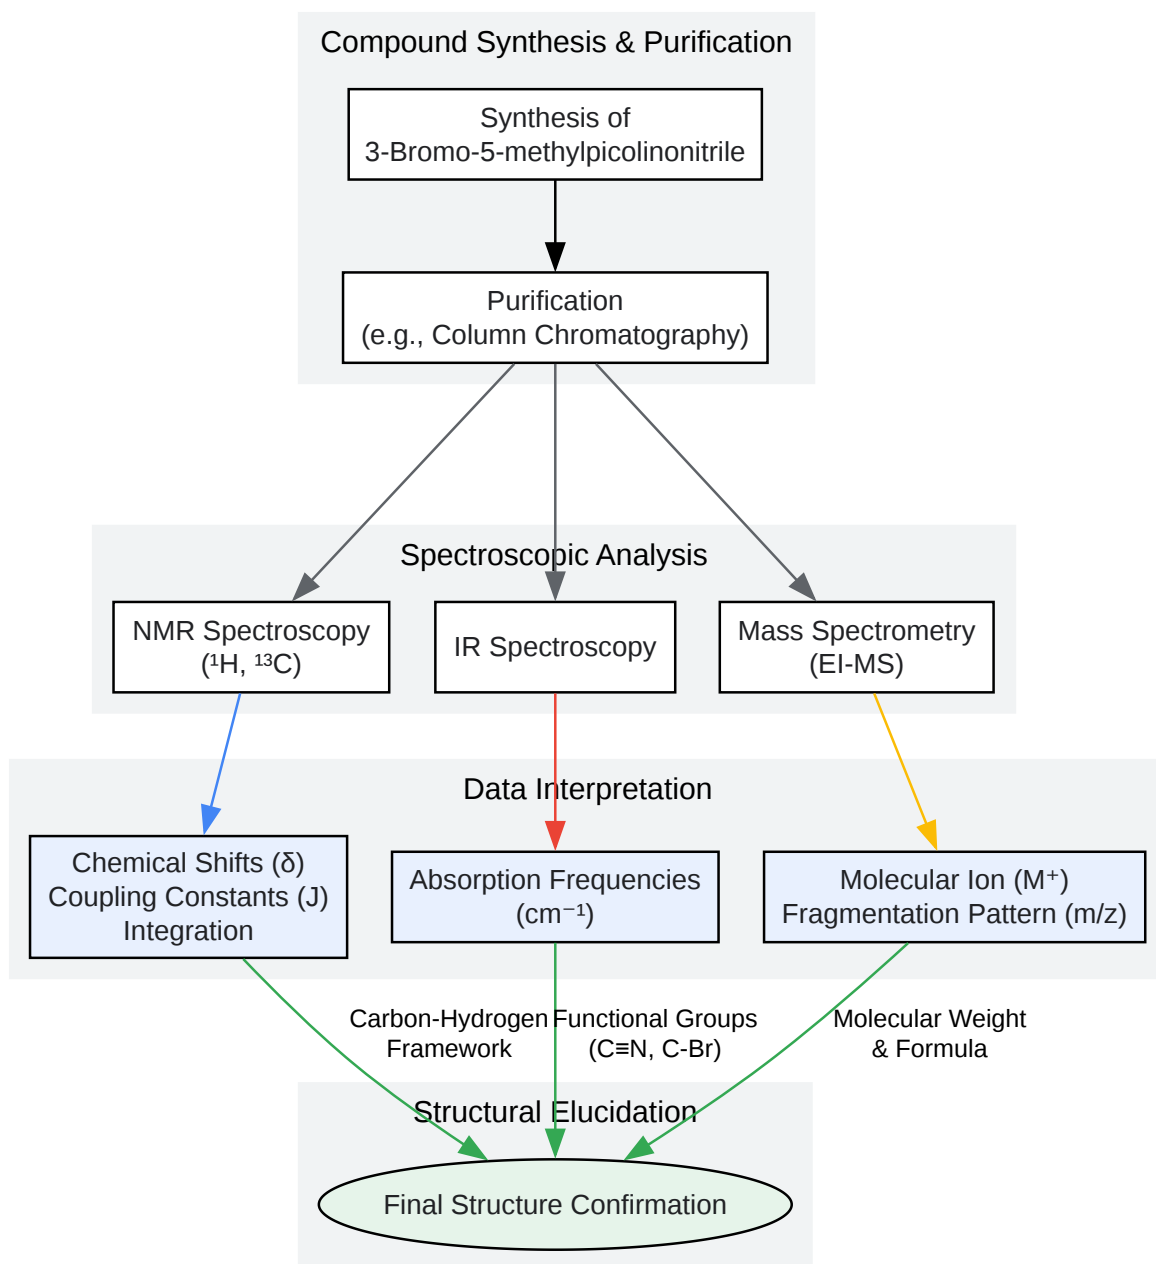 Compound Synthesis & Purification
Synthesis of
3-Bromo-5-methylpicolinonitrile
Purification
(e.g., Column Chromatography)
Spectroscopic Analysis
NMR Spectroscopy
(¹H, ¹³C)
IR Spectroscopy
Mass Spectrometry
(EI-MS)
Data Interpretation
Chemical Shifts (δ)
Coupling Constants (J)
Integration
Absorption Frequencies
(cm⁻¹)
Molecular Ion (M⁺)
Fragmentation Pattern (m/z)
Carbon-Hydrogen
Framework
Functional Groups
(C≡N, C-Br)
Molecular Weight
& Formula
Structural Elucidation
Final Structure Confirmation